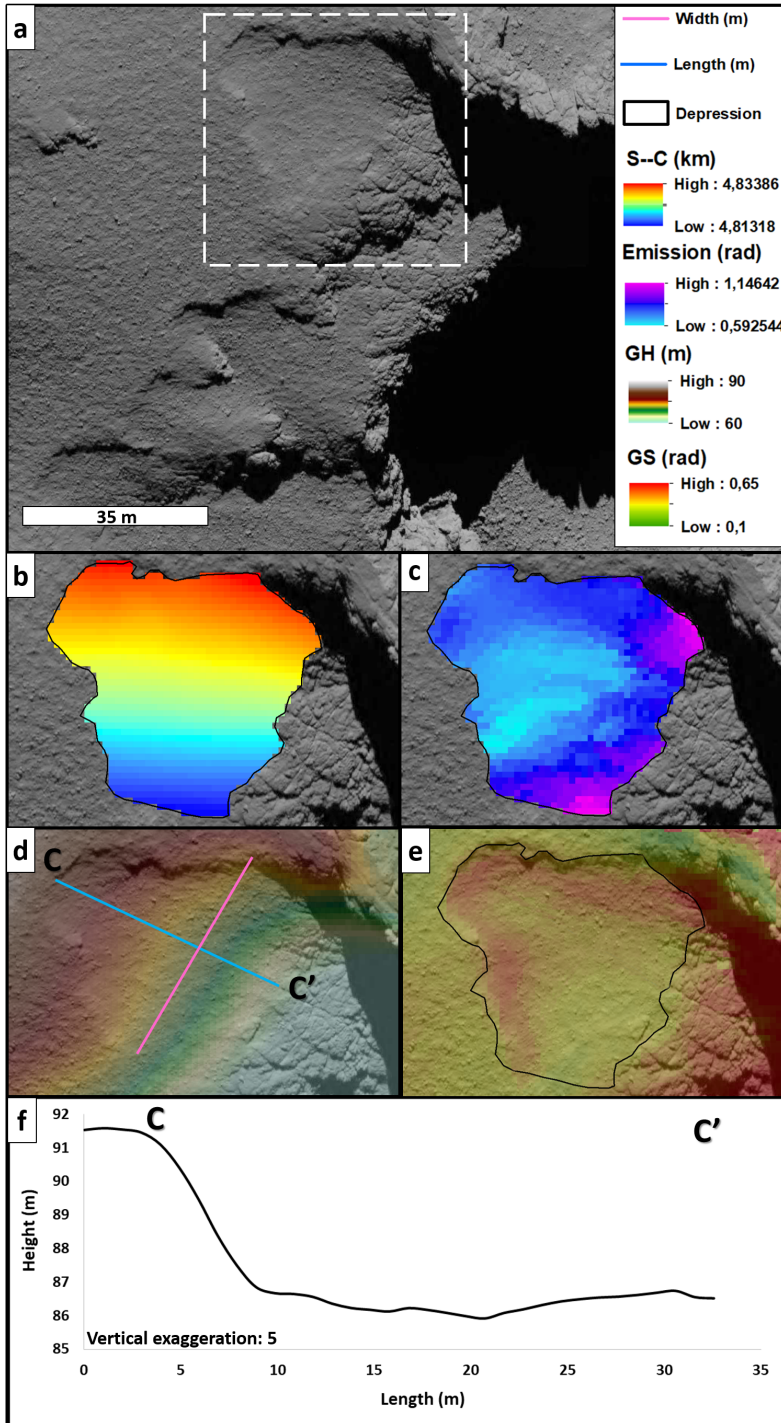 a
35 m
Width (m)
Length (m)
Depression
S--C (km)
High : 4,83386
Low : 4,81318
Emission (rad)
High : 1,14642
Low : 0,592544
GH (m)
High : 90
Low : 60
GS (rad)
High : 0,65
Low : 0,1
b
c
d
C
C’
e
f
C
C’
92
91
90
89
88
87
86
85
Height (m)
Vertical exaggeration: 5
0 5 10 15 20 25 30 35
Length (m)